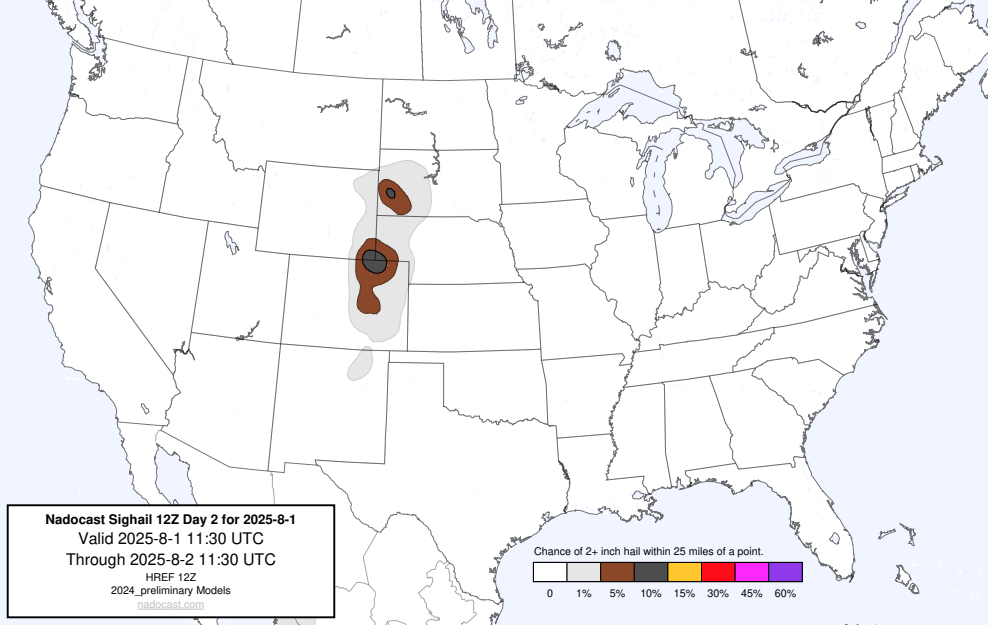 Nadocast Sighail 12Z Day 2 for 2025-8-1
Valid 2025-8-1 11:30 UTC
Through 2025-8-2 11:30 UTC
HREF 12Z
2024_preliminary Models
nadocast.com
Chance of 2+ inch hail within 25 miles of a point.
0 1% 5% 10% 15% 30% 45% 60%